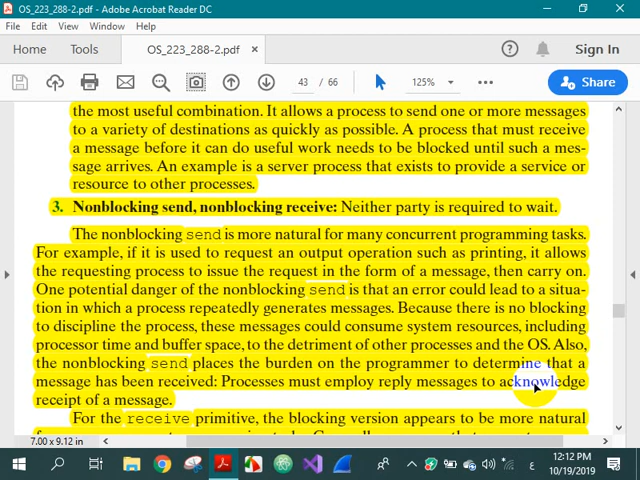 OS_223_288-2.pdf - Adobe Acrobat Reader DC
File Edit View Window Help
Home Tools OS_223_288-2.pdf × Sign In
43 / 66 125% Share
the most useful combination. It allows a process to send one or more messages
to a variety of destinations as quickly as possible. A process that must receive
a message before it can do useful work needs to be blocked until such a mes-
sage arrives. An example is a server process that exists to provide a service or
resource to other processes.
3. Nonblocking send, nonblocking receive: Neither party is required to wait.
The nonblocking send is more natural for many concurrent programming tasks.
For example, if it is used to request an output operation such as printing, it allows
the requesting process to issue the request in the form of a message, then carry on.
One potential danger of the nonblocking send is that an error could lead to a situa-
tion in which a process repeatedly generates messages. Because there is no blocking
to discipline the process, these messages could consume system resources, including
processor time and buffer space, to the detriment of other processes and the OS. Also,
the nonblocking send places the burden on the programmer to determine that a
message has been received: Processes must employ reply messages to acknowledge
receipt of a message.
For the receive primitive, the blocking version appears to be more natural
7.00 x 9.12 in
ع 12:12 PM
10/19/2019